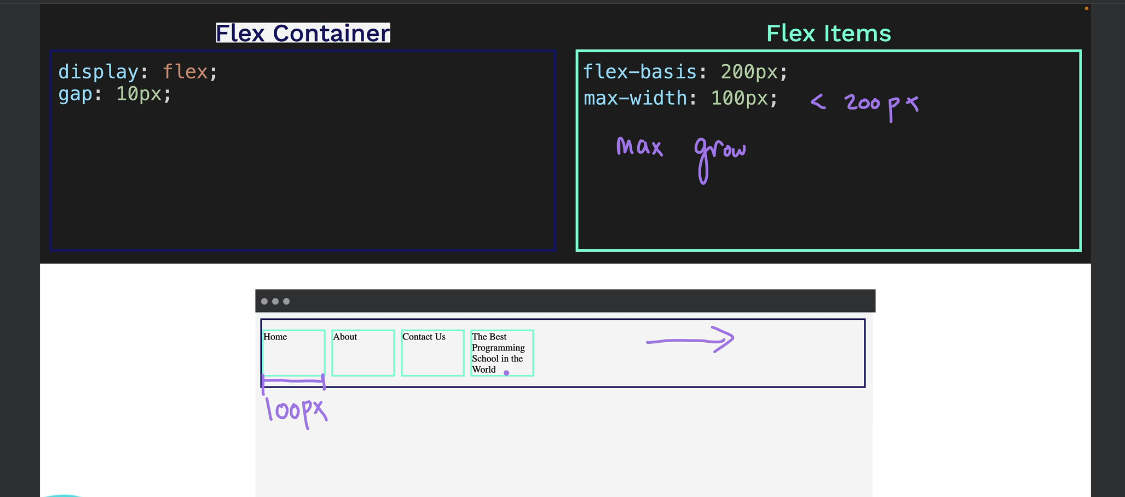 Flex Container
display: flex;
gap: 10px;
Flex Items
flex-basis: 200px;
max-width: 100px; < 200px
max grow
Home
About
Contact Us
The Best
Programming
School in the
World
100px